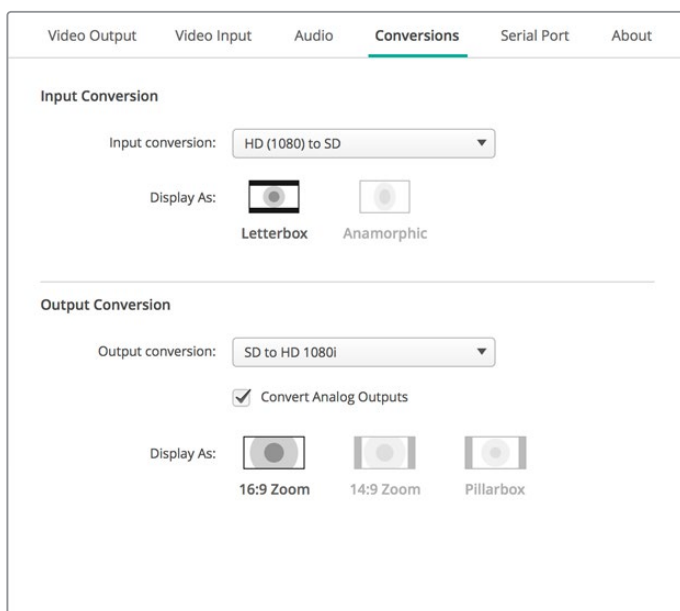 Video Output Video Input Audio Conversions Serial Port About
Input Conversion
Input conversion: HD (1080) to SD
Display As:
Letterbox Anamorphic
Output Conversion
Output conversion: SD to HD 1080i
Convert Analog Outputs
Display As:
16:9 Zoom 14:9 Zoom Pillarbox